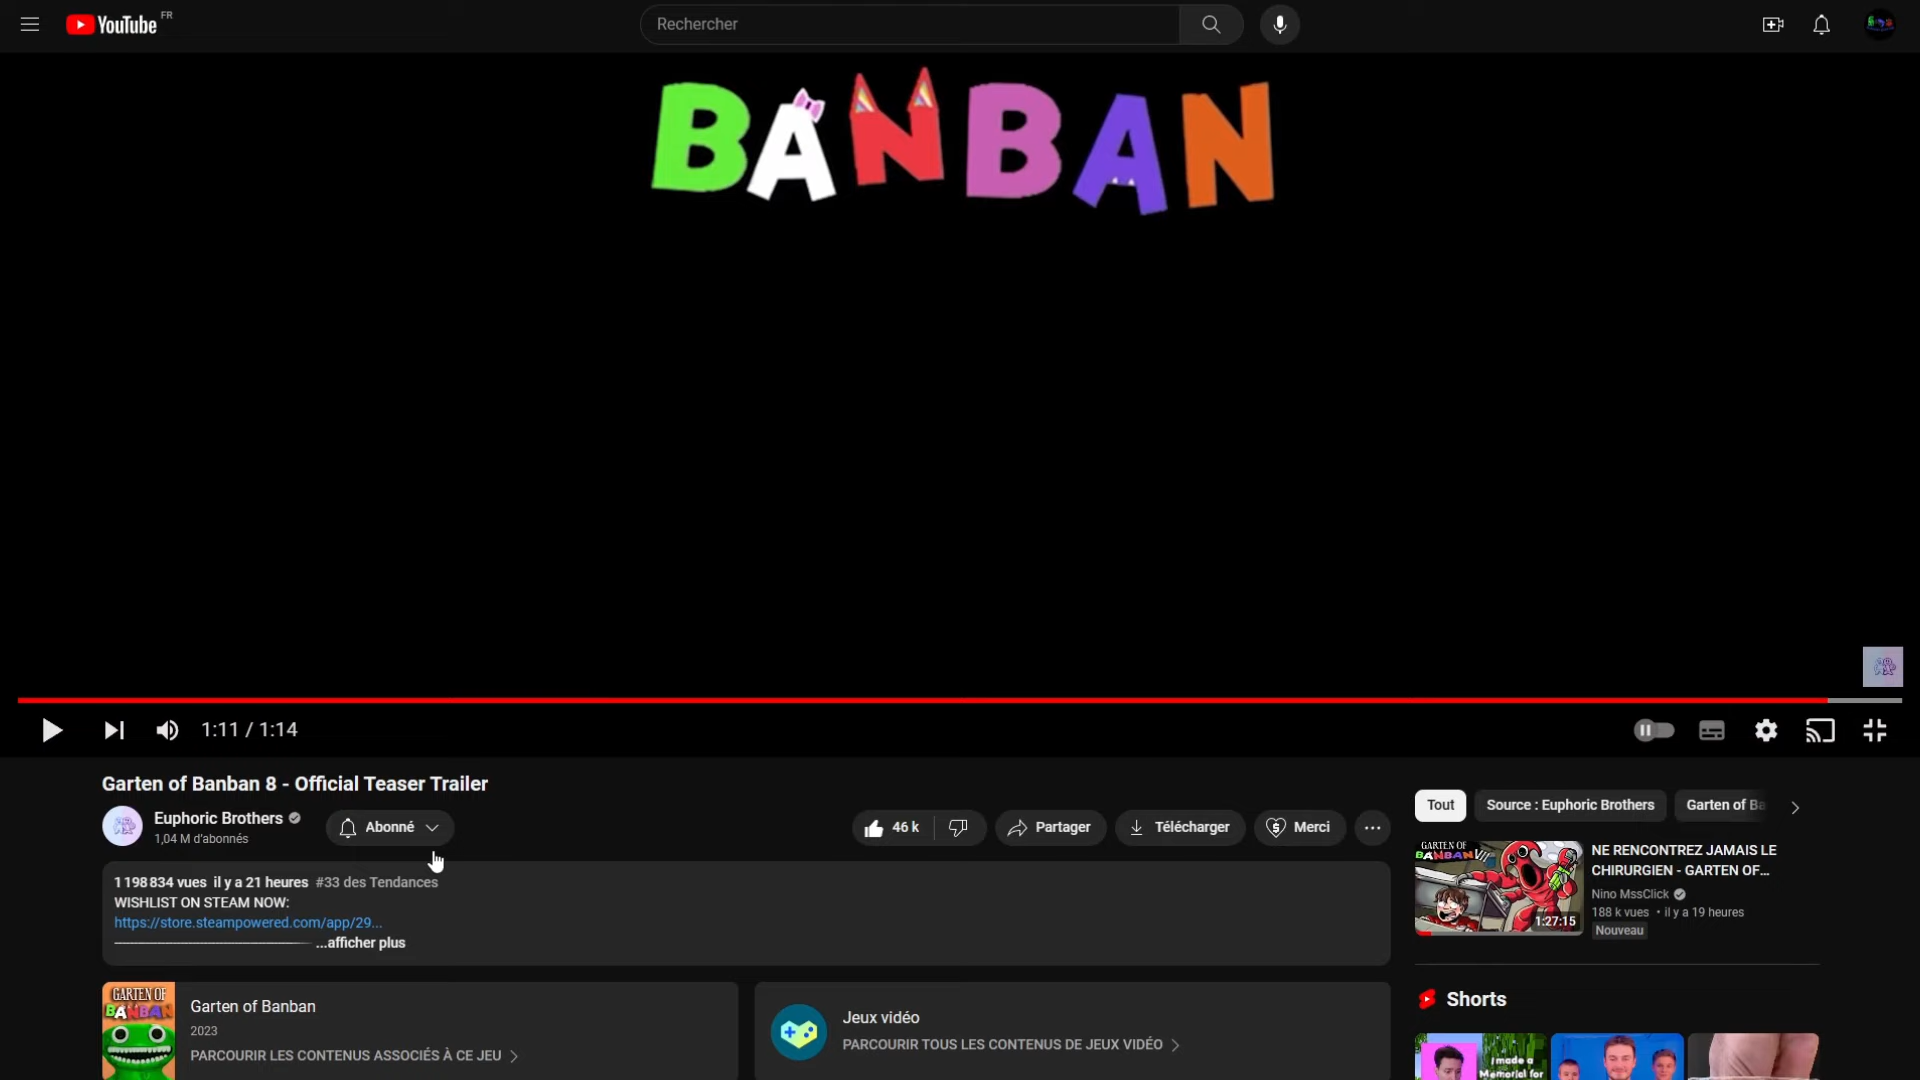 YouTube FR
Rechercher
BANBAN
1:11 / 1:14
Garten of Banban 8 - Official Teaser Trailer
Euphoric Brothers
1,04 M d'abonnés
Abonné
46 k
Partager
Télécharger
Merci
1 198 834 vues il y a 21 heures #33 des Tendances
WISHLIST ON STEAM NOW:
https://store.steampowered.com/app/29...
...afficher plus
GARTEN OF
BANBAN
Garten of Banban
2023
PARCOURIR LES CONTENUS ASSOCIÉS À CE JEU
Jeux vidéo
PARCOURIR TOUS LES CONTENUS DE JEUX VIDÉO
Tout
Source : Euphoric Brothers
Garten of Ba
GARTEN OF
BANBAN VII
1:27:15
NE RENCONTREZ JAMAIS LE
CHIRURGIEN - GARTEN OF...
Nino MssClick
188 k vues • il y a 19 heures
Nouveau
Shorts
I made a
Memorial for